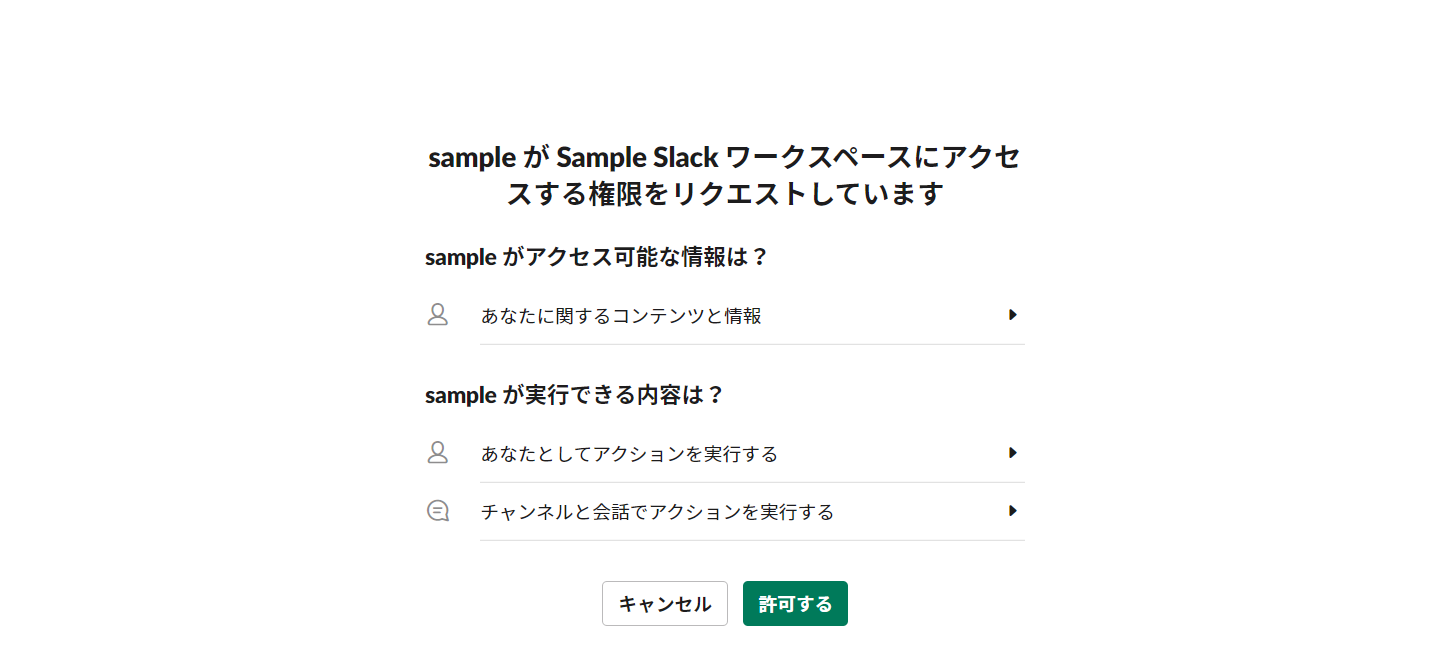 sample が Sample Slack ワークスペースにアクセ
スする権限をリクエストしています
sample がアクセス可能な情報は？
あなたに関するコンテンツと情報
sample が実行できる内容は？
あなたとしてアクションを実行する
チャンネルと会話でアクションを実行する
キャンセル
許可する